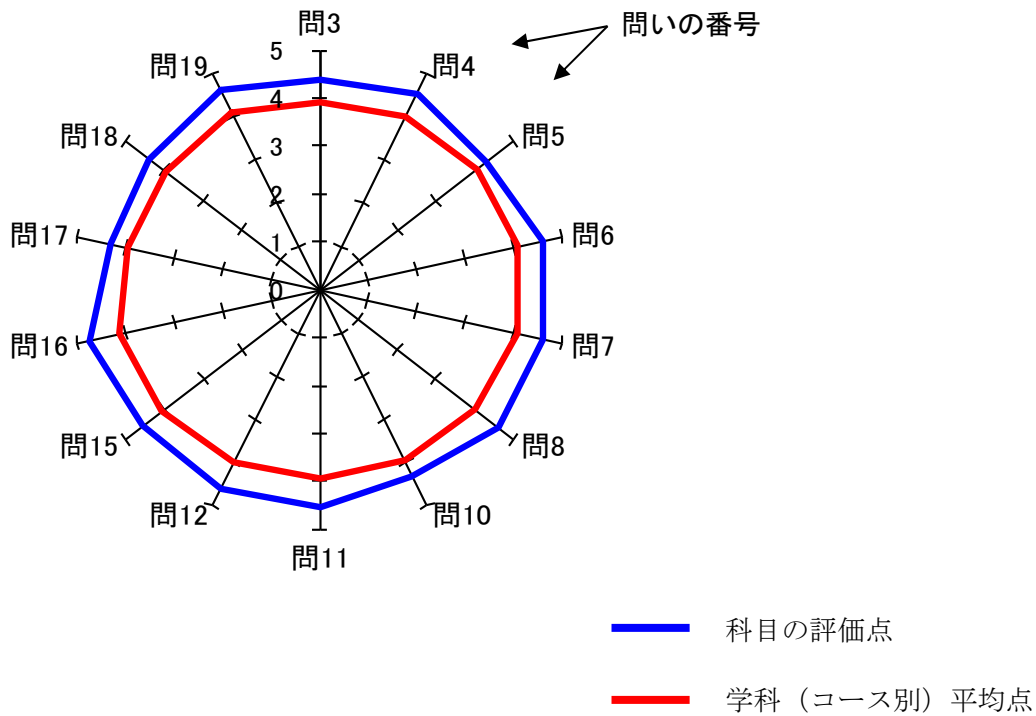 問3
問いの番号
5
問19
問4
4
問18
3
問5
2
問17
1
問6
0
問16
問7
問15
問8
問12
問10
問11
科目の評価点
学科（コース別）平均点